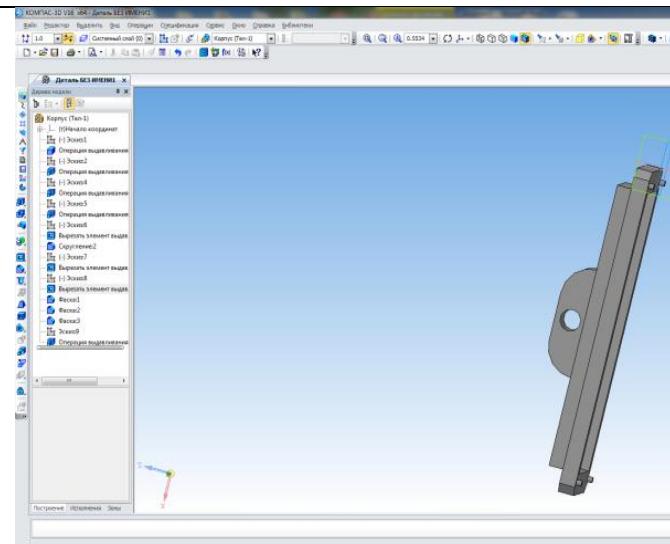 КОМПАС-3D V16 x64 - Деталь БЕЗ ИМЕНИ1
Файл Редактор Выделить Вид Операции Спецификация Сервис Окно Справка Библиотеки
1.0 Системный слой (0) Корпус (Тел-1) 0.5534
Деталь БЕЗ ИМЕНИ1 ×
Дерево модели
Корпус (Тел-1)
(т)Начало координат
(-) Эскиз1
Операция выдавливания
(-) Эскиз2
Операция выдавливания
(-) Эскиз4
Операция выдавливания
(-) Эскиз5
Операция выдавливания
(-) Эскиз6
Вырезать элемент выдав
Скругление2
(-) Эскиз7
Вырезать элемент выдав
(-) Эскиз8
Вырезать элемент выдав
Фаска1
Фаска2
Фаска3
Эскиз9
Операция выдавливания
Построение Исполнения Зоны